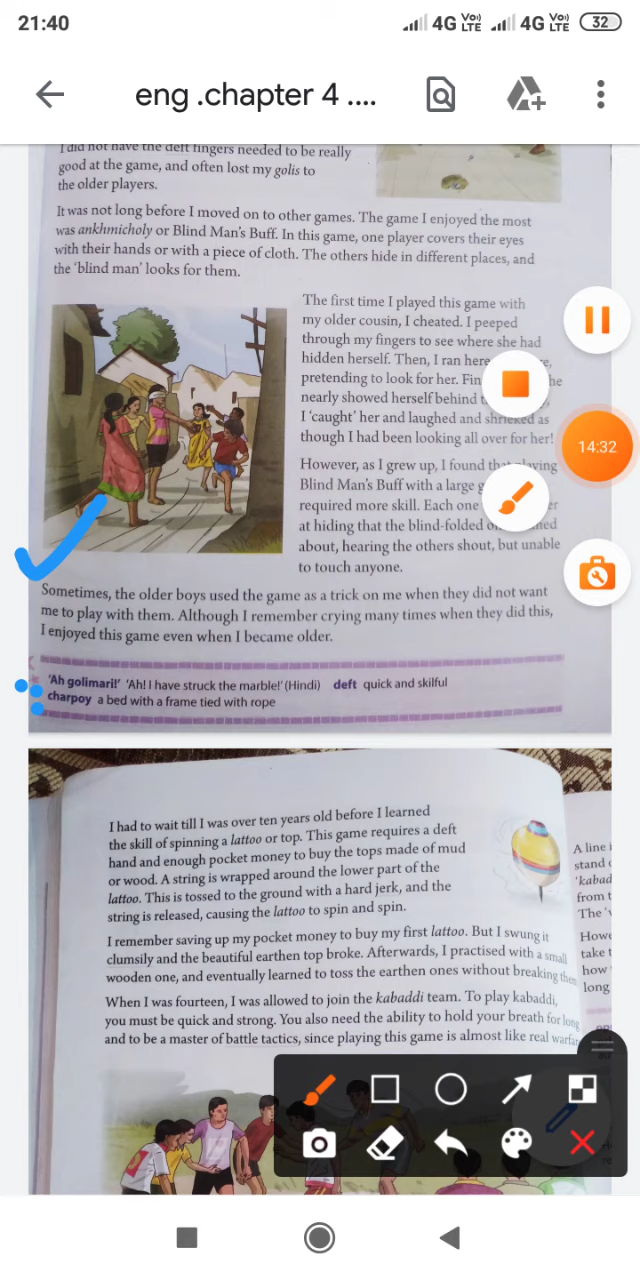 21:40
4G Vo)) LTE 4G Vo)) LTE 32
eng .chapter 4 ....
I did not have the deft fingers needed to be really
good at the game, and often lost my golis to
the older players.
It was not long before I moved on to other games. The game I enjoyed the most
was ankhmicholy or Blind Man's Buff. In this game, one player covers their eyes
with their hands or with a piece of cloth. The others hide in different places, and
the 'blind man' looks for them.
The first time I played this game with
my older cousin, I cheated. I peeped
through my fingers to see where she had
hidden herself. Then, I ran here
pretending to look for her. he
nearly showed herself behind
I 'caught' her and laughed and shrieked as
though I had been looking all over for her!
14:32
However, as I grew up, I found that playing
Blind Man's Buff with a large
required more skill. Each one
at hiding that the blind-folded
about, hearing the others shout, but unable
to touch anyone.
Sometimes, the older boys used the game as a trick on me when they did not want
me to play with them. Although I remember crying many times when they did this,
I enjoyed this game even when I became older.
'Ah golimari!' 'Ah! I have struck the marble!' (Hindi) deft quick and skilful
charpoy a bed with a frame tied with rope
I had to wait till I was over ten years old before I learned
the skill of spinning a lattoo or top. This game requires a deft
hand and enough pocket money to buy the tops made of mud
or wood. A string is wrapped around the lower part of the
lattoo. This is tossed to the ground with a hard jerk, and the
string is released, causing the lattoo to spin and spin.
I remember saving up my pocket money to buy my first lattoo. But I swung it
clumsily and the beautiful earthen top broke. Afterwards, I practised with a small
wooden one, and eventually learned to toss the earthen ones without breaking them
When I was fourteen, I was allowed to join the kabaddi team. To play kabaddi,
you must be quick and strong. You also need the ability to hold your breath for long
and to be a master of battle tactics, since playing this game is almost like real warfar
A line
stand
'kabad
from t
The
Howe
take t
how
long